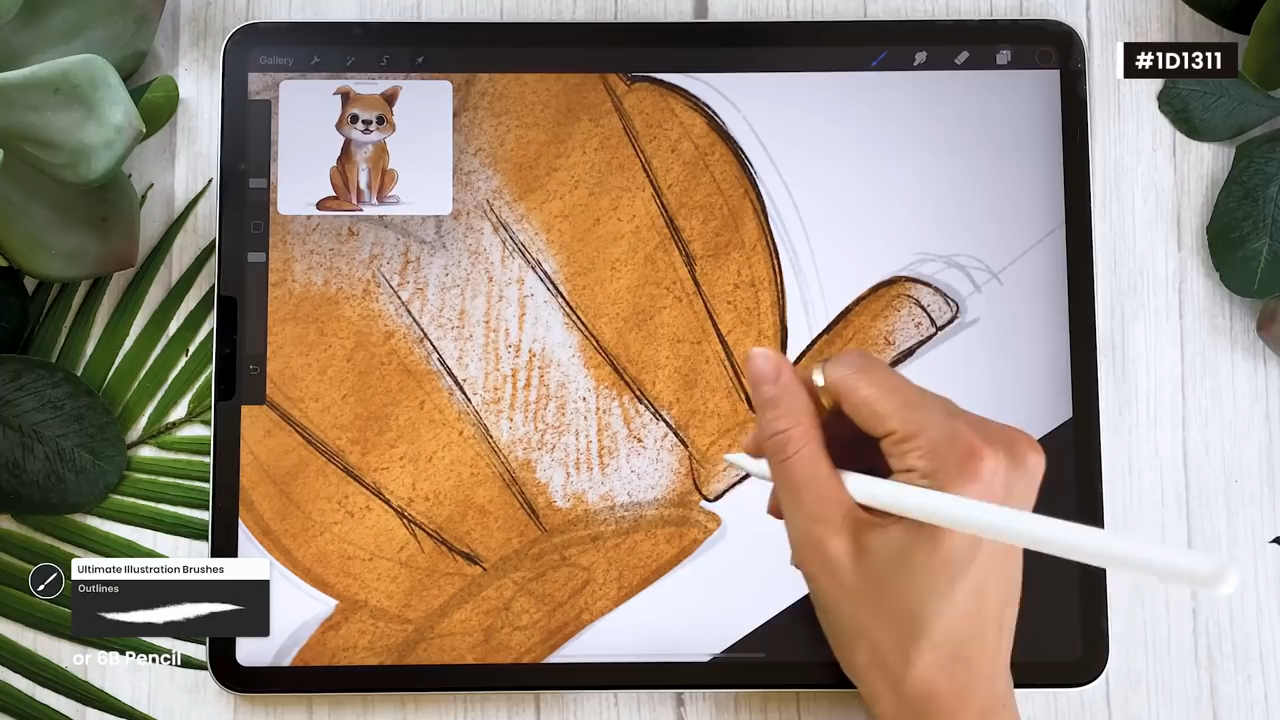 Gallery
#1D1311
Ultimate Illustration Brushes
Outlines
or 6B Pencil